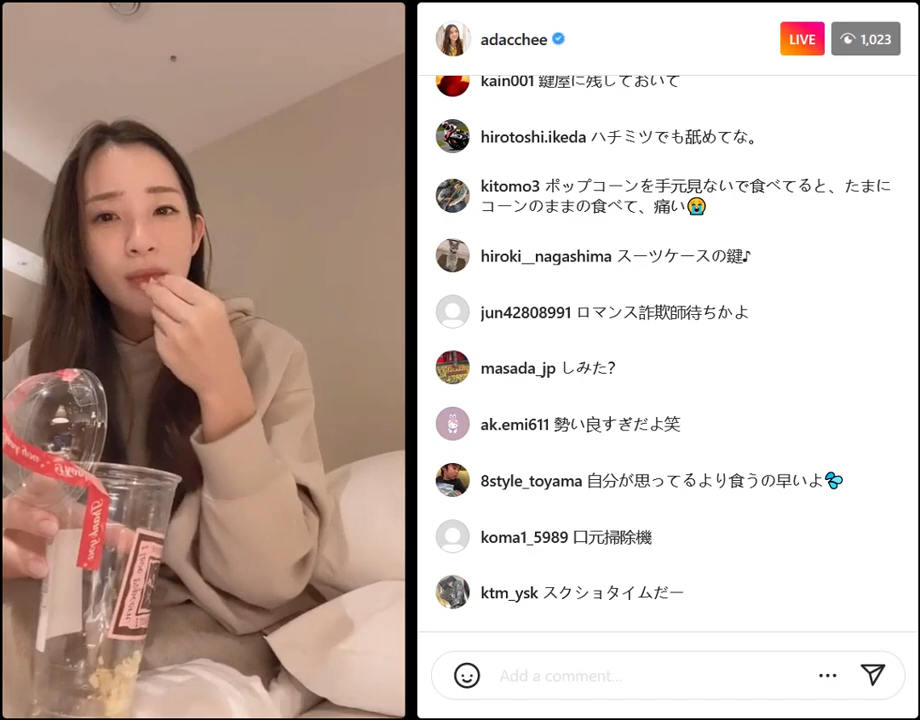 adacchee
LIVE
1,023
kain001 鍵屋に残しておいて
hirotoshi.ikeda ハチミツでも舐めてな。
kitomo3 ポップコーンを手元見ないで食べてると、たまに
コーンのままの食べて、痛い😭
hiroki__nagashima スーツケースの鍵♪
jun42808991 ロマンス詐欺師待ちかよ
masada_jp しみた?
ak.emi611 勢い良すぎだよ笑
8style_toyama 自分が思ってるより食うの早いよ💦
koma1_5989 口元掃除機
ktm_ysk スクショタイムだー
Add a comment...
Thank you